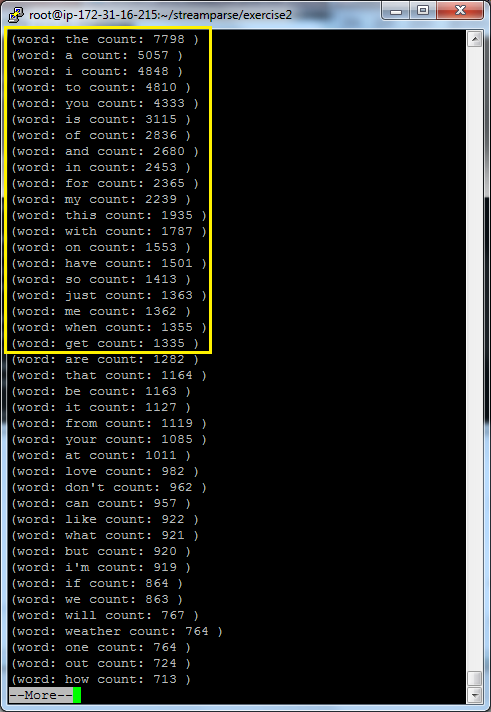 root@ip-172-31-16-215:~/streamparse/exercise2
(word: the count: 7798 )
(word: a count: 5057 )
(word: i count: 4848 )
(word: to count: 4810 )
(word: you count: 4333 )
(word: is count: 3115 )
(word: of count: 2836 )
(word: and count: 2680 )
(word: in count: 2453 )
(word: for count: 2365 )
(word: my count: 2239 )
(word: this count: 1935 )
(word: with count: 1787 )
(word: on count: 1553 )
(word: have count: 1501 )
(word: so count: 1413 )
(word: just count: 1363 )
(word: me count: 1362 )
(word: when count: 1355 )
(word: get count: 1335 )
(word: are count: 1282 )
(word: that count: 1164 )
(word: be count: 1163 )
(word: it count: 1127 )
(word: from count: 1119 )
(word: your count: 1085 )
(word: at count: 1011 )
(word: love count: 982 )
(word: don't count: 962 )
(word: can count: 957 )
(word: like count: 922 )
(word: what count: 921 )
(word: but count: 920 )
(word: i'm count: 919 )
(word: if count: 864 )
(word: we count: 863 )
(word: will count: 767 )
(word: weather count: 764 )
(word: one count: 764 )
(word: out count: 724 )
(word: how count: 713 )
--More--